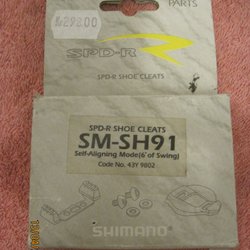 PARTS
298.00
SPD-R
SPD-R SHOE CLEATS
SPD-R SHOE CLEATS
SM-SH91
Self-Aligning Mode(6° of Swing)
Code No. 43Y 9802
SHIMANO